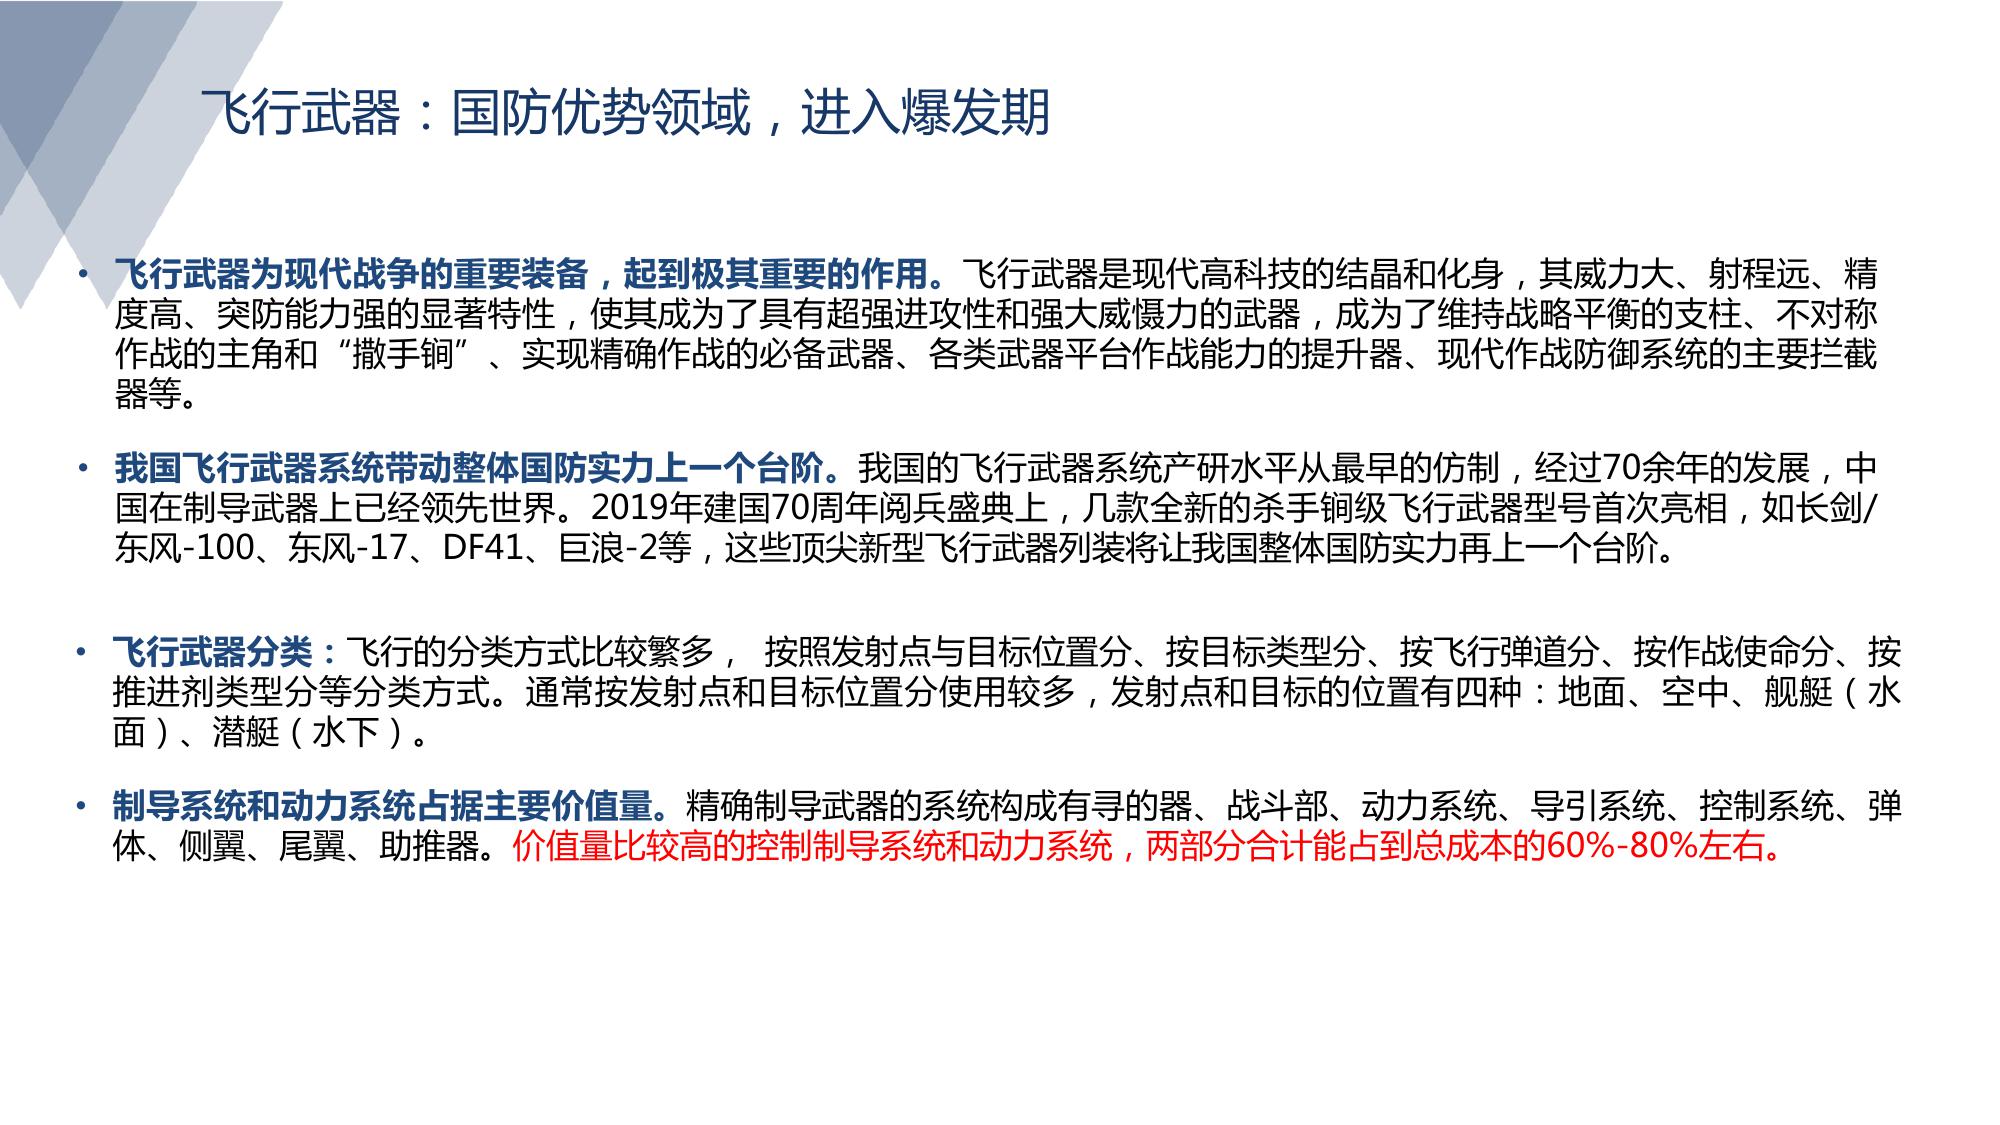 飞行武器：国防优势领域，进入爆发期
• 飞行武器为现代战争的重要装备，起到极其重要的作用。飞行武器是现代高科技的结晶和化身，其威力大、射程远、精
度高、突防能力强的显著特性，使其成为了具有超强进攻性和强大威慑力的武器，成为了维持战略平衡的支柱、不对称
作战的主角和“撒手锏”、实现精确作战的必备武器、各类武器平台作战能力的提升器、现代作战防御系统的主要拦截
器等。
• 我国飞行武器系统带动整体国防实力上一个台阶。我国的飞行武器系统产研水平从最早的仿制，经过70余年的发展，中
国在制导武器上已经领先世界。2019年建国70周年阅兵盛典上，几款全新的杀手锏级飞行武器型号首次亮相，如长剑/
东风-100、东风-17、DF41、巨浪-2等，这些顶尖新型飞行武器列装将让我国整体国防实力再上一个台阶。
• 飞行武器分类：飞行的分类方式比较繁多， 按照发射点与目标位置分、按目标类型分、按飞行弹道分、按作战使命分、按
推进剂类型分等分类方式。通常按发射点和目标位置分使用较多，发射点和目标的位置有四种：地面、空中、舰艇（水
面）、潜艇（水下）。
• 制导系统和动力系统占据主要价值量。精确制导武器的系统构成有寻的器、战斗部、动力系统、导引系统、控制系统、弹
体、侧翼、尾翼、助推器。价值量比较高的控制制导系统和动力系统，两部分合计能占到总成本的60%-80%左右。